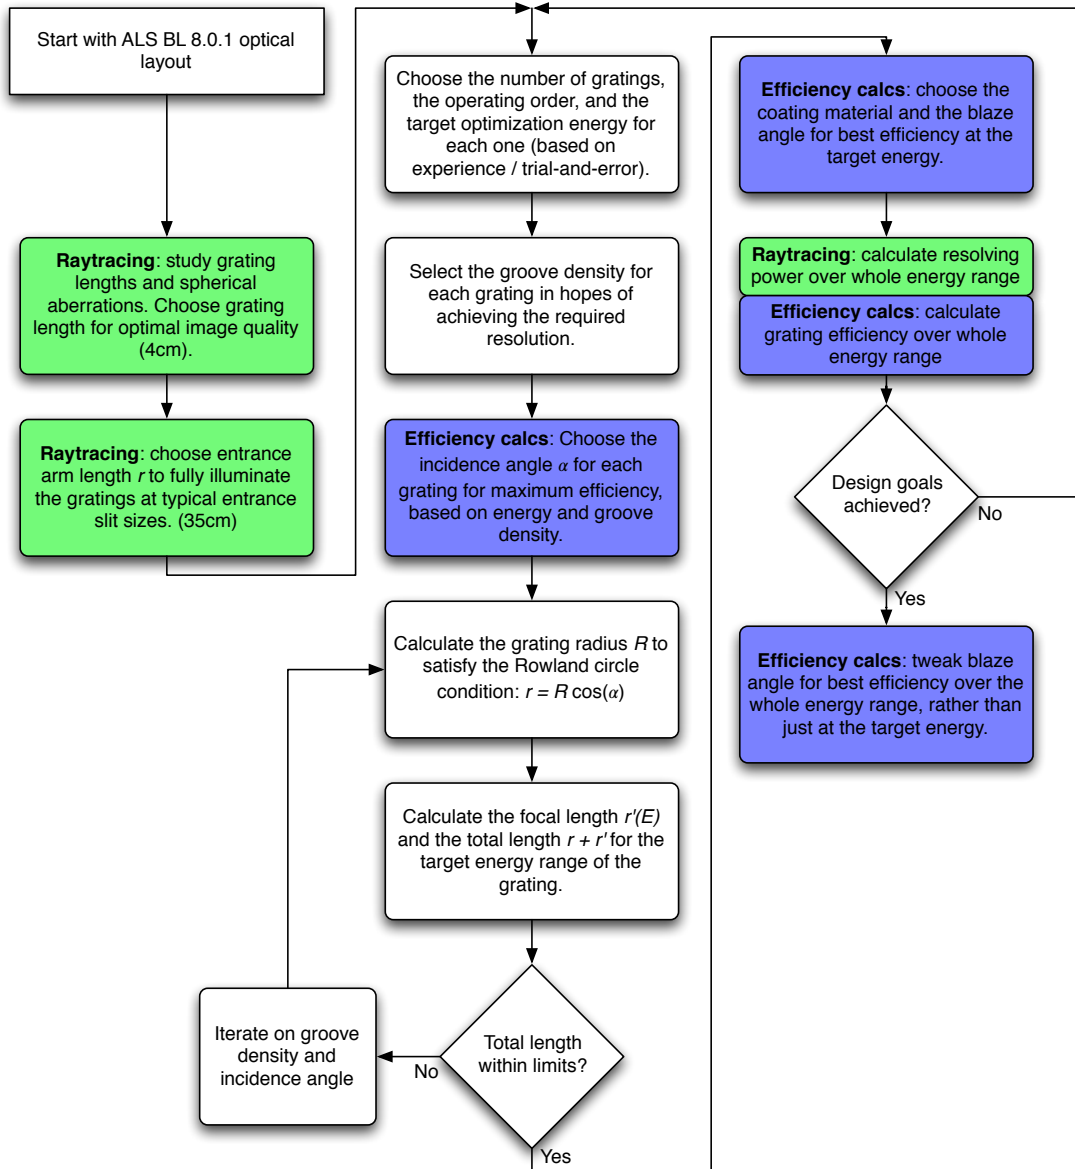 Start with ALS BL 8.0.1 optical
layout
Raytracing: study grating
lengths and spherical
aberrations. Choose grating
length for optimal image quality
(4cm).
Raytracing: choose entrance
arm length r to fully illuminate
the gratings at typical entrance
slit sizes. (35cm)
Choose the number of gratings,
the operating order, and the
target optimization energy for
each one (based on
experience / trial-and-error).
Select the groove density for
each grating in hopes of
achieving the required
resolution.
Efficiency calcs: Choose the
incidence angle α for each
grating for maximum efficiency,
based on energy and groove
density.
Calculate the grating radius R to
satisfy the Rowland circle
condition: r = R cos(α)
Calculate the focal length r'(E)
and the total length r + r' for the
target energy range of the
grating.
Total length
within limits?
No
Iterate on groove
density and
incidence angle
Yes
Efficiency calcs: choose the
coating material and the blaze
angle for best efficiency at the
target energy.
Raytracing: calculate resolving
power over whole energy range
Efficiency calcs: calculate
grating efficiency over whole
energy range
Design goals
achieved?
No
Yes
Efficiency calcs: tweak blaze
angle for best efficiency over the
whole energy range, rather than
just at the target energy.